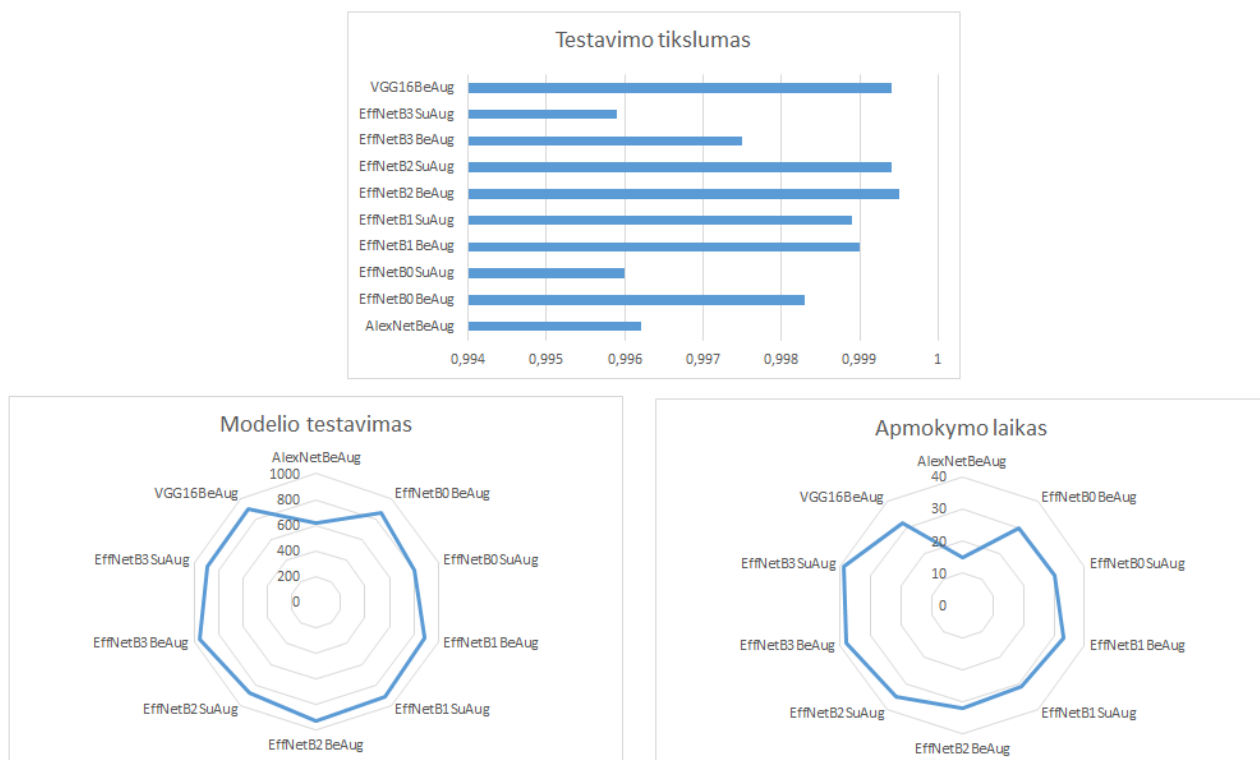 Testavimo tikslumas
VGG16BeAug
EffNetB3SuAug
EffNetB3BeAug
EffNetB2SuAug
EffNetB2BeAug
EffNetB1SuAug
EffNetB1BeAug
EffNetB0SuAug
EffNetB0BeAug
AlexNetBeAug
0,994 0,995 0,996 0,997 0,998 0,999 1
Modelio testavimas
AlexNetBeAug
1000
VGG16BeAug
EffNetB0BeAug
800
600
400
EffNetB3SuAug
EffNetB0SuAug
200
0
EffNetB3BeAug
EffNetB1BeAug
EffNetB2SuAug
EffNetB1SuAug
EffNetB2BeAug
Apmokymo laikas
AlexNetBeAug
40
VGG16BeAug
EffNetB0BeAug
30
20
EffNetB3SuAug
EffNetB0SuAug
10
0
EffNetB3BeAug
EffNetB1BeAug
EffNetB2SuAug
EffNetB1SuAug
EffNetB2BeAug